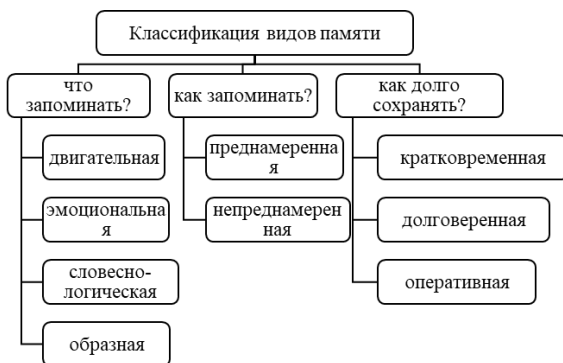 Классификация видов памяти
что
запоминать?
как запоминать?
как долго
сохранять?
двигательная
эмоциональна
я
словесно-
логическая
образная
преднамеренна
я
непреднамерен
ная
кратковременная
долговеренная
оперативная